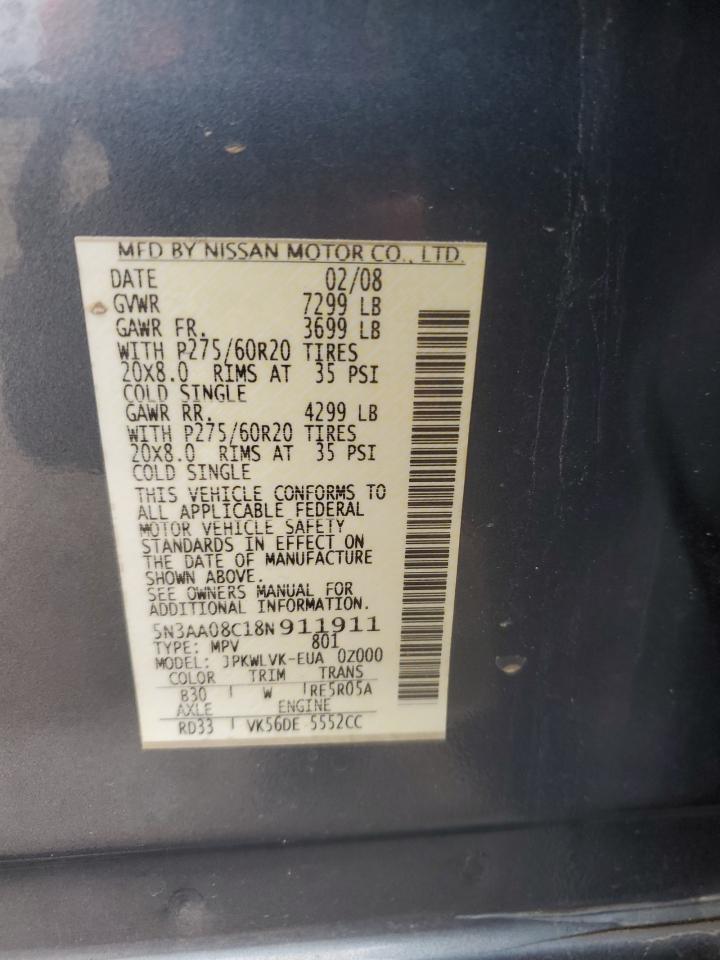 MFD BY NISSAN MOTOR CO., LTD.
DATE 02/08
GVWR 7299 LB
GAWR FR. 3699 LB
WITH P275/60R20 TIRES
20X8.0 RIMS AT 35 PSI
COLD SINGLE
GAWR RR. 4299 LB
WITH P275/60R20 TIRES
20X8.0 RIMS AT 35 PSI
COLD SINGLE
THIS VEHICLE CONFORMS TO
ALL APPLICABLE FEDERAL
MOTOR VEHICLE SAFETY
STANDARDS IN EFFECT ON
THE DATE OF MANUFACTURE
SHOWN ABOVE.
SEE OWNERS MANUAL FOR
ADDITIONAL INFORMATION.
5N3AA08C18N911911
TYPE: MPV 801
MODEL: JPKWLVK-EUA 0Z000
COLOR TRIM TRANS
B30 W RE5R05A
AXLE ENGINE
RD33 VK56DE 5552CC